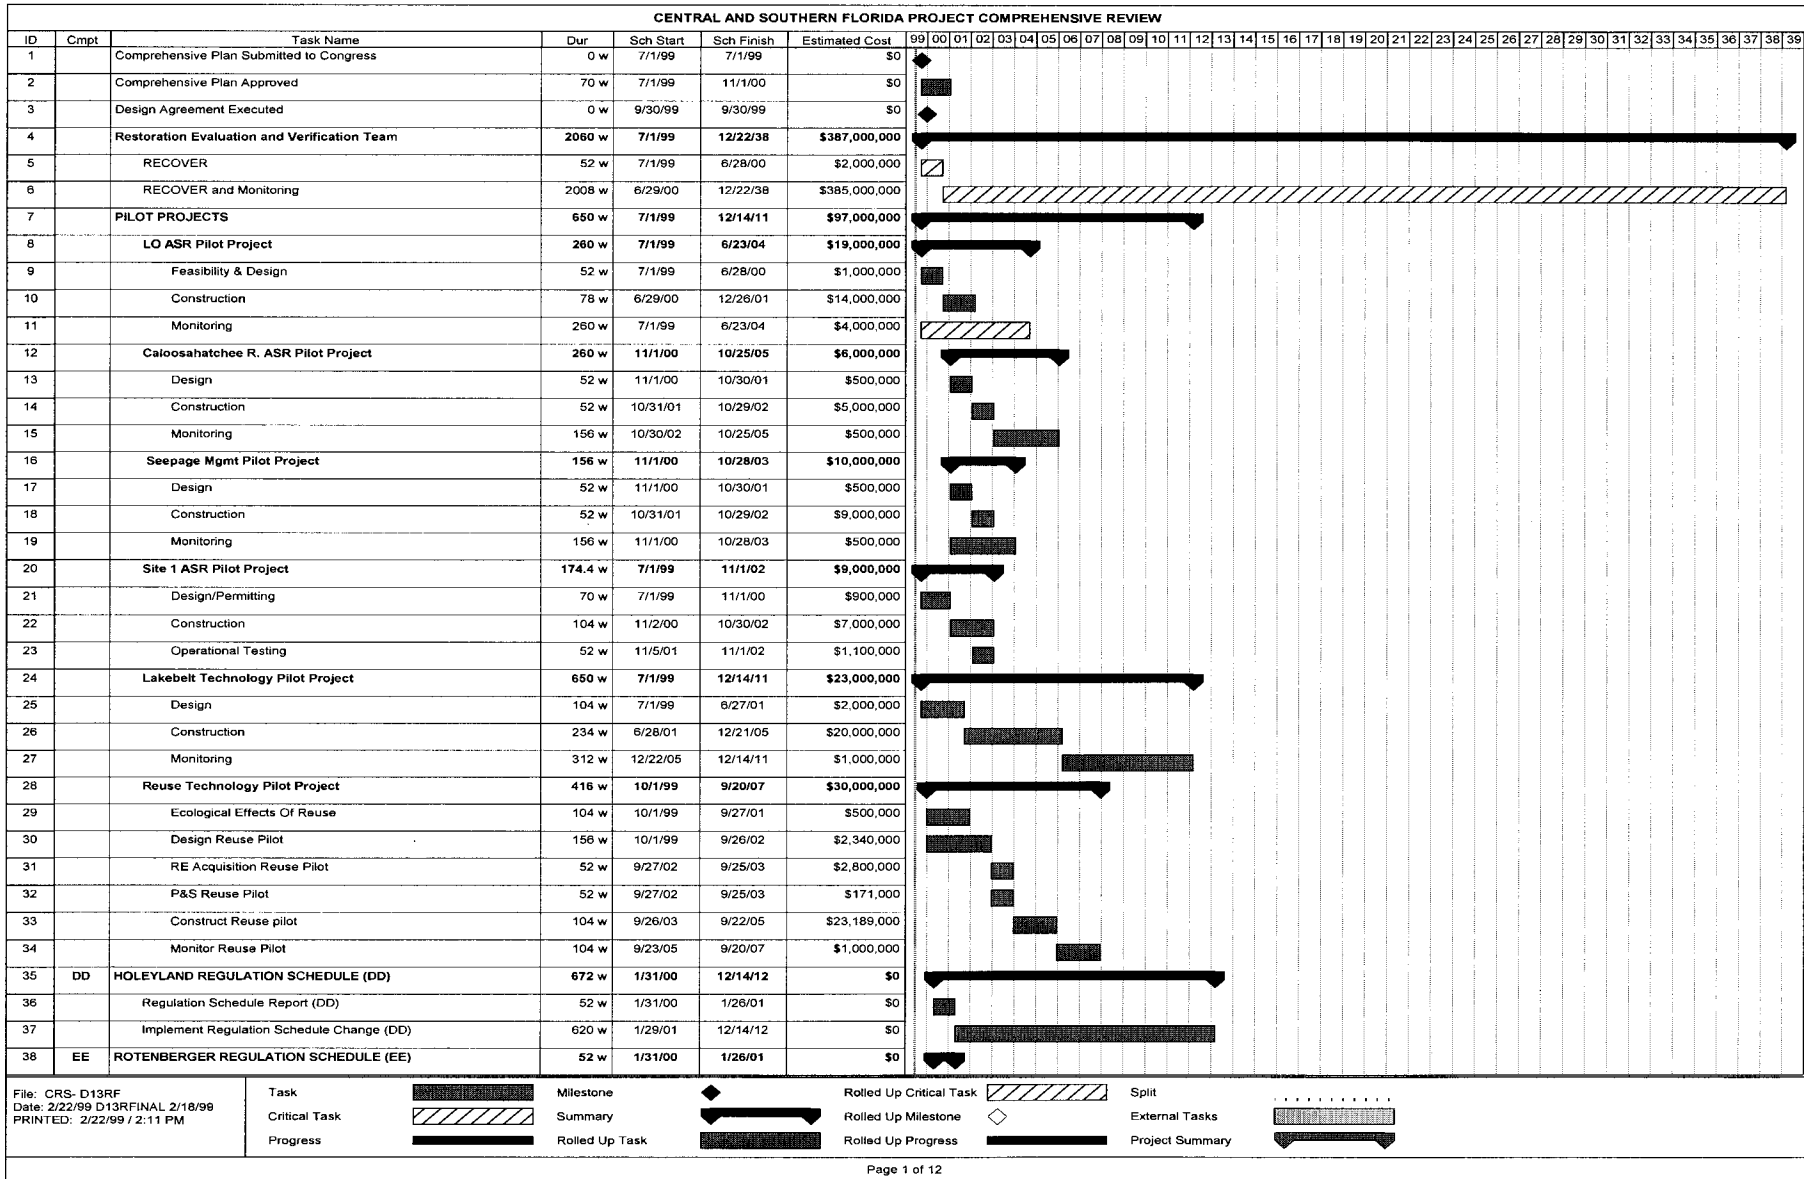 CENTRAL AND SOUTHERN FLORIDA PROJECT COMPREHENSIVE REVIEW
ID Cmpt Task Name Dur Sch Start Sch Finish Estimated Cost 99 00 01 02 03 04 05 06 07 08 09 10 11 12 13 14 15 16 17 18 19 20 21 22 23 24 25 26 27 28 29 30 31 32 33 34 35 36 37 38 39
1 Comprehensive Plan Submitted to Congress 0 w 7/1/99 7/1/99 $0
2 Comprehensive Plan Approved 70 w 7/1/99 11/1/00 $0
3 Design Agreement Executed 0 w 9/30/99 9/30/99 $0
4 Restoration Evaluation and Verification Team 2060 w 7/1/99 12/22/38 $387,000,000
5 RECOVER 52 w 7/1/99 6/28/00 $2,000,000
6 RECOVER and Monitoring 2008 w 6/29/00 12/22/38 $385,000,000
7 PILOT PROJECTS 650 w 7/1/99 12/14/11 $97,000,000
8 LO ASR Pilot Project 260 w 7/1/99 6/23/04 $19,000,000
9 Feasibility & Design 52 w 7/1/99 6/28/00 $1,000,000
10 Construction 78 w 6/29/00 12/26/01 $14,000,000
11 Monitoring 260 w 7/1/99 6/23/04 $4,000,000
12 Caloosahatchee R. ASR Pilot Project 260 w 11/1/00 10/25/05 $6,000,000
13 Design 52 w 11/1/00 10/30/01 $500,000
14 Construction 52 w 10/31/01 10/29/02 $5,000,000
15 Monitoring 156 w 10/30/02 10/25/05 $500,000
16 Seepage Mgmt Pilot Project 156 w 11/1/00 10/28/03 $10,000,000
17 Design 52 w 11/1/00 10/30/01 $500,000
18 Construction 52 w 10/31/01 10/29/02 $9,000,000
19 Monitoring 156 w 11/1/00 10/28/03 $500,000
20 Site 1 ASR Pilot Project 174.4 w 7/1/99 11/1/02 $9,000,000
21 Design/Permitting 70 w 7/1/99 11/1/00 $900,000
22 Construction 104 w 11/2/00 10/30/02 $7,000,000
23 Operational Testing 52 w 11/5/01 11/1/02 $1,100,000
24 Lakebelt Technology Pilot Project 650 w 7/1/99 12/14/11 $23,000,000
25 Design 104 w 7/1/99 6/27/01 $2,000,000
26 Construction 234 w 6/28/01 12/21/05 $20,000,000
27 Monitoring 312 w 12/22/05 12/14/11 $1,000,000
28 Reuse Technology Pilot Project 416 w 10/1/99 9/20/07 $30,000,000
29 Ecological Effects Of Reuse 104 w 10/1/99 9/27/01 $500,000
30 Design Reuse Pilot 156 w 10/1/99 9/26/02 $2,340,000
31 RE Acquisition Reuse Pilot 52 w 9/27/02 9/25/03 $2,800,000
32 P&S Reuse Pilot 52 w 9/27/02 9/25/03 $171,000
33 Construct Reuse pilot 104 w 9/26/03 9/22/05 $23,189,000
34 Monitor Reuse Pilot 104 w 9/23/05 9/20/07 $1,000,000
35 DD HOLEYLAND REGULATION SCHEDULE (DD) 672 w 1/31/00 12/14/12 $0
36 Regulation Schedule Report (DD) 52 w 1/31/00 1/26/01 $0
37 Implement Regulation Schedule Change (DD) 620 w 1/29/01 12/14/12 $0
38 EE ROTENBERGER REGULATION SCHEDULE (EE) 52 w 1/31/00 1/26/01 $0
File: CRS- D13RF
Date: 2/22/99 D13RFINAL 2/18/99
PRINTED: 2/22/99 / 2:11 PM
Task Milestone Rolled Up Critical Task Split
Critical Task Summary Rolled Up Milestone External Tasks
Progress Rolled Up Task Rolled Up Progress Project Summary
Page 1 of 12